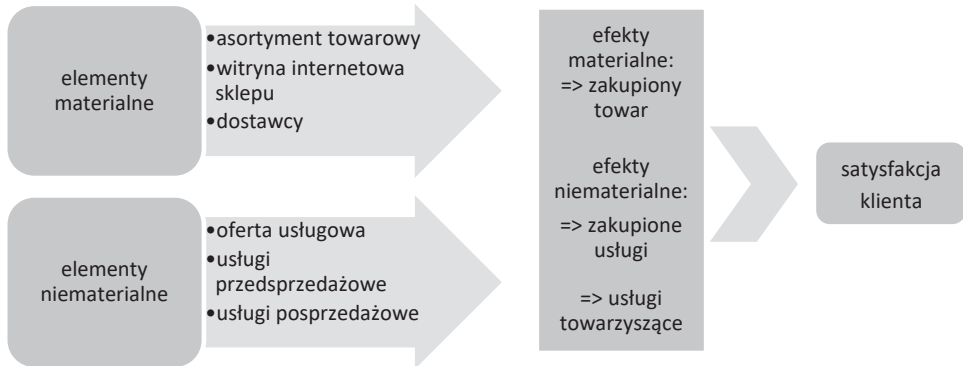 elementy
materialne
•asortyment towarowy
•witryna internetowa
sklepu
•dostawcy
elementy
niematerialne
•oferta usługowa
•usługi
przedsprzedażowe
•usługi posprzedażowe
efekty
materialne:
=> zakupiony
towar
efekty
niematerialne:
=> zakupione
usługi
=> usługi
towarzyszące
satysfakcja
klienta